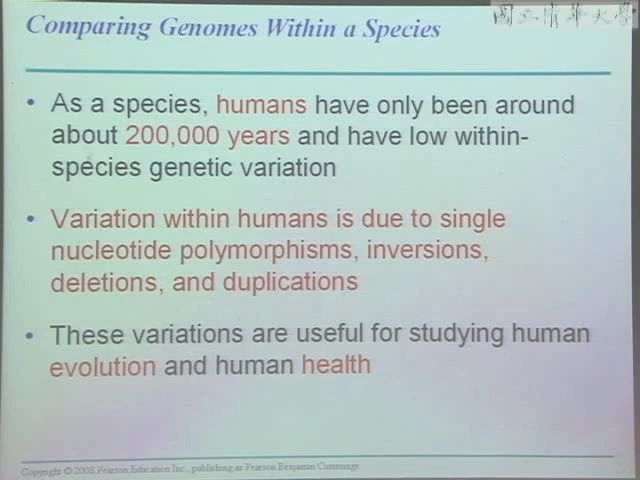 國立清華大學
Comparing Genomes Within a Species
• As a species, humans have only been around
about 200,000 years and have low within-
species genetic variation
• Variation within humans is due to single
nucleotide polymorphisms, inversions,
deletions, and duplications
• These variations are useful for studying human
evolution and human health
Copyright © 2008 Pearson Education Inc., publishing as Pearson Benjamin Cummings